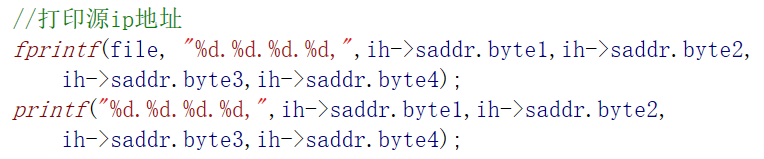 //打印源ip地址
fprintf(file, "%d.%d.%d.%d,",ih->saddr.byte1,ih->saddr.byte2,
ih->saddr.byte3,ih->saddr.byte4);
printf("%d.%d.%d.%d,",ih->saddr.byte1,ih->saddr.byte2,
ih->saddr.byte3,ih->saddr.byte4);